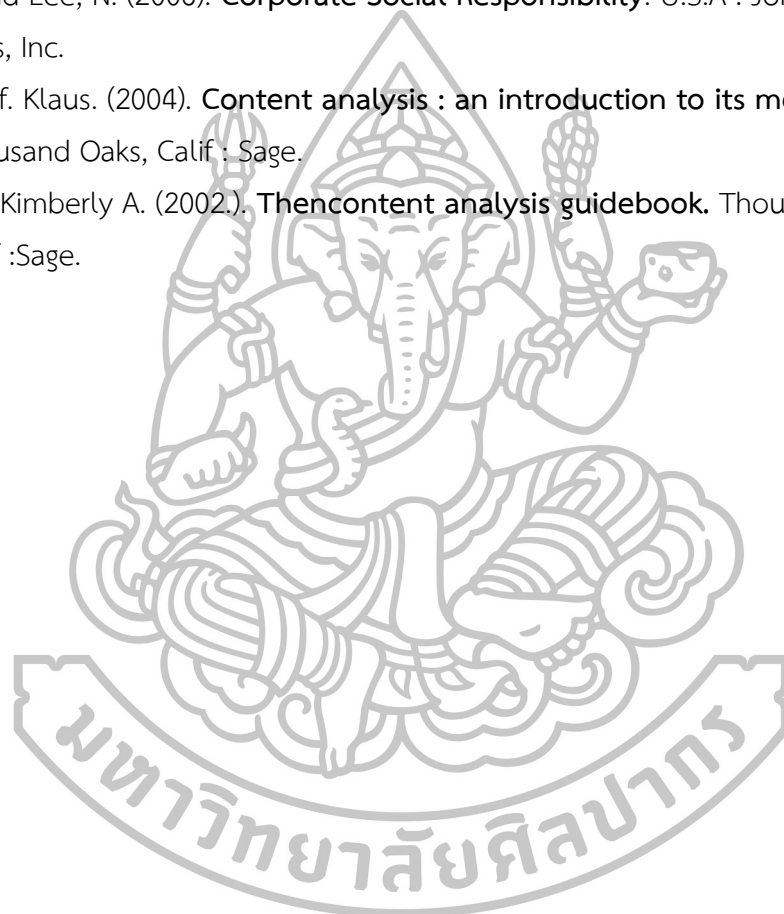 nd Lee, N. (2006). Corporate Social Responsibility. U.S.A : Jo
s, Inc.
f. Klaus. (2004). Content analysis : an introduction to its m
usand Oaks, Calif : Sage.
Kimberly A. (2002.). Thencontent analysis guidebook. Thou
:Sage.
มหาวิทยาลัยศิลปากร